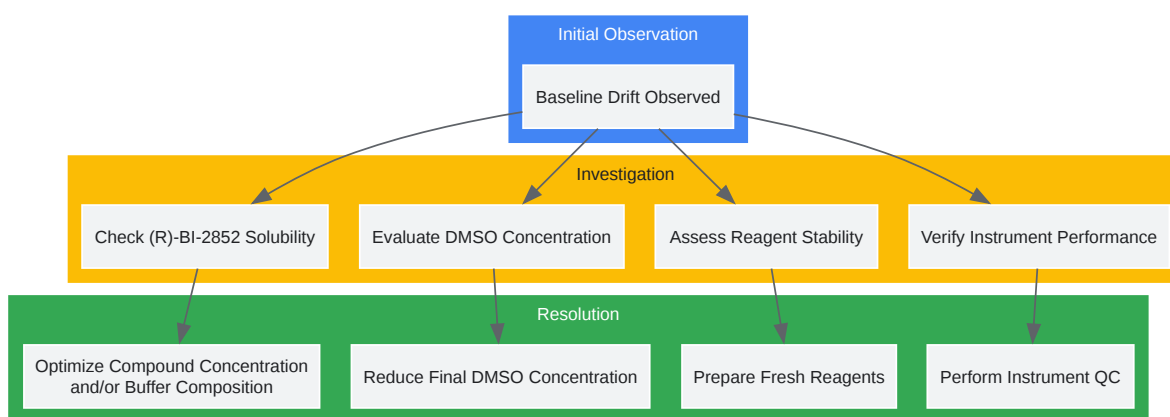 Initial Observation
Baseline Drift Observed
Investigation
Check (R)-BI-2852 Solubility
Evaluate DMSO Concentration
Assess Reagent Stability
Verify Instrument Performance
Resolution
Optimize Compound Concentration
and/or Buffer Composition
Reduce Final DMSO Concentration
Prepare Fresh Reagents
Perform Instrument QC